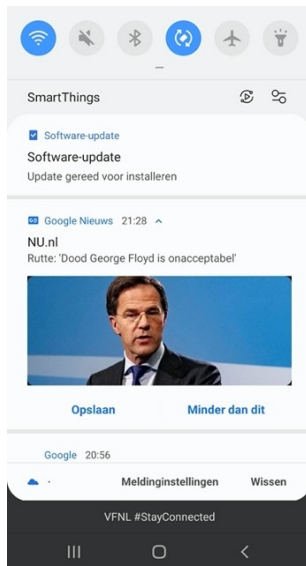 SmartThings
Software-update
Software-update
Update gereed voor installeren
Google Nieuws 21:28
NU.nl
Rutte: 'Dood George Floyd is onacceptabel'
Opslaan Minder dan dit
Google 20:56
Meldinginstellingen Wissen
VFNL #StayConnected